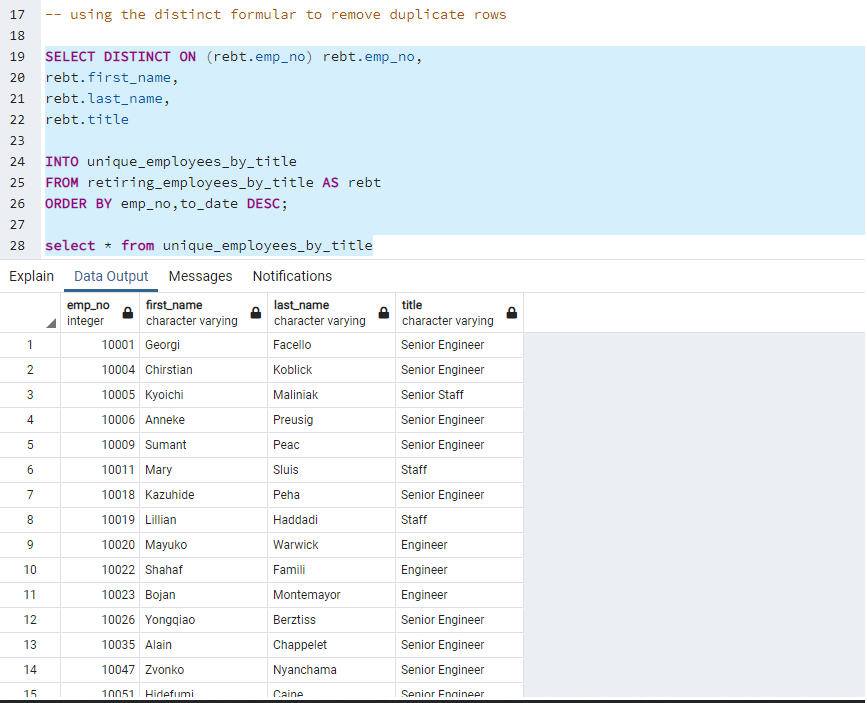 17 -- using the distinct formular to remove duplicate rows
18
19 SELECT DISTINCT ON (rebt.emp_no) rebt.emp_no,
20 rebt.first_name,
21 rebt.last_name,
22 rebt.title
23
24 INTO unique_employees_by_title
25 FROM retiring_employees_by_title AS rebt
26 ORDER BY emp_no,to_date DESC;
27
28 select * from unique_employees_by_title
Explain Data Output Messages Notifications
emp_no first_name last_name title
integer character varying character varying character varying
1 10001 Georgi Facello Senior Engineer
2 10004 Chirstian Koblick Senior Engineer
3 10005 Kyoichi Maliniak Senior Staff
4 10006 Anneke Preusig Senior Engineer
5 10009 Sumant Peac Senior Engineer
6 10011 Mary Sluis Staff
7 10018 Kazuhide Peha Senior Engineer
8 10019 Lillian Haddadi Staff
9 10020 Mayuko Warwick Engineer
10 10022 Shahaf Famili Engineer
11 10023 Bojan Montemayor Engineer
12 10026 Yongqiao Berztiss Senior Engineer
13 10035 Alain Chappelet Senior Engineer
14 10047 Zvonko Nyanchama Senior Engineer
15 10051 Hidefumi Caine Senior Engineer